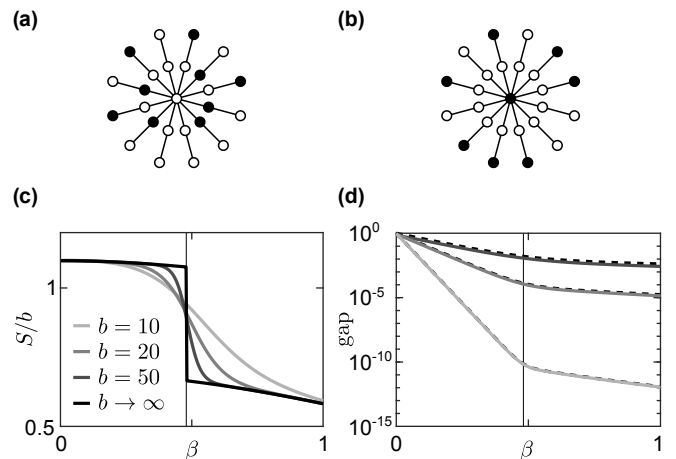 (a)
(b)
(c)
(d)
1
0.5
S/b
b = 10
b = 20
b = 50
b → ∞
0
β
1
10^0
10^-5
10^-10
10^-15
gap
0
β
1